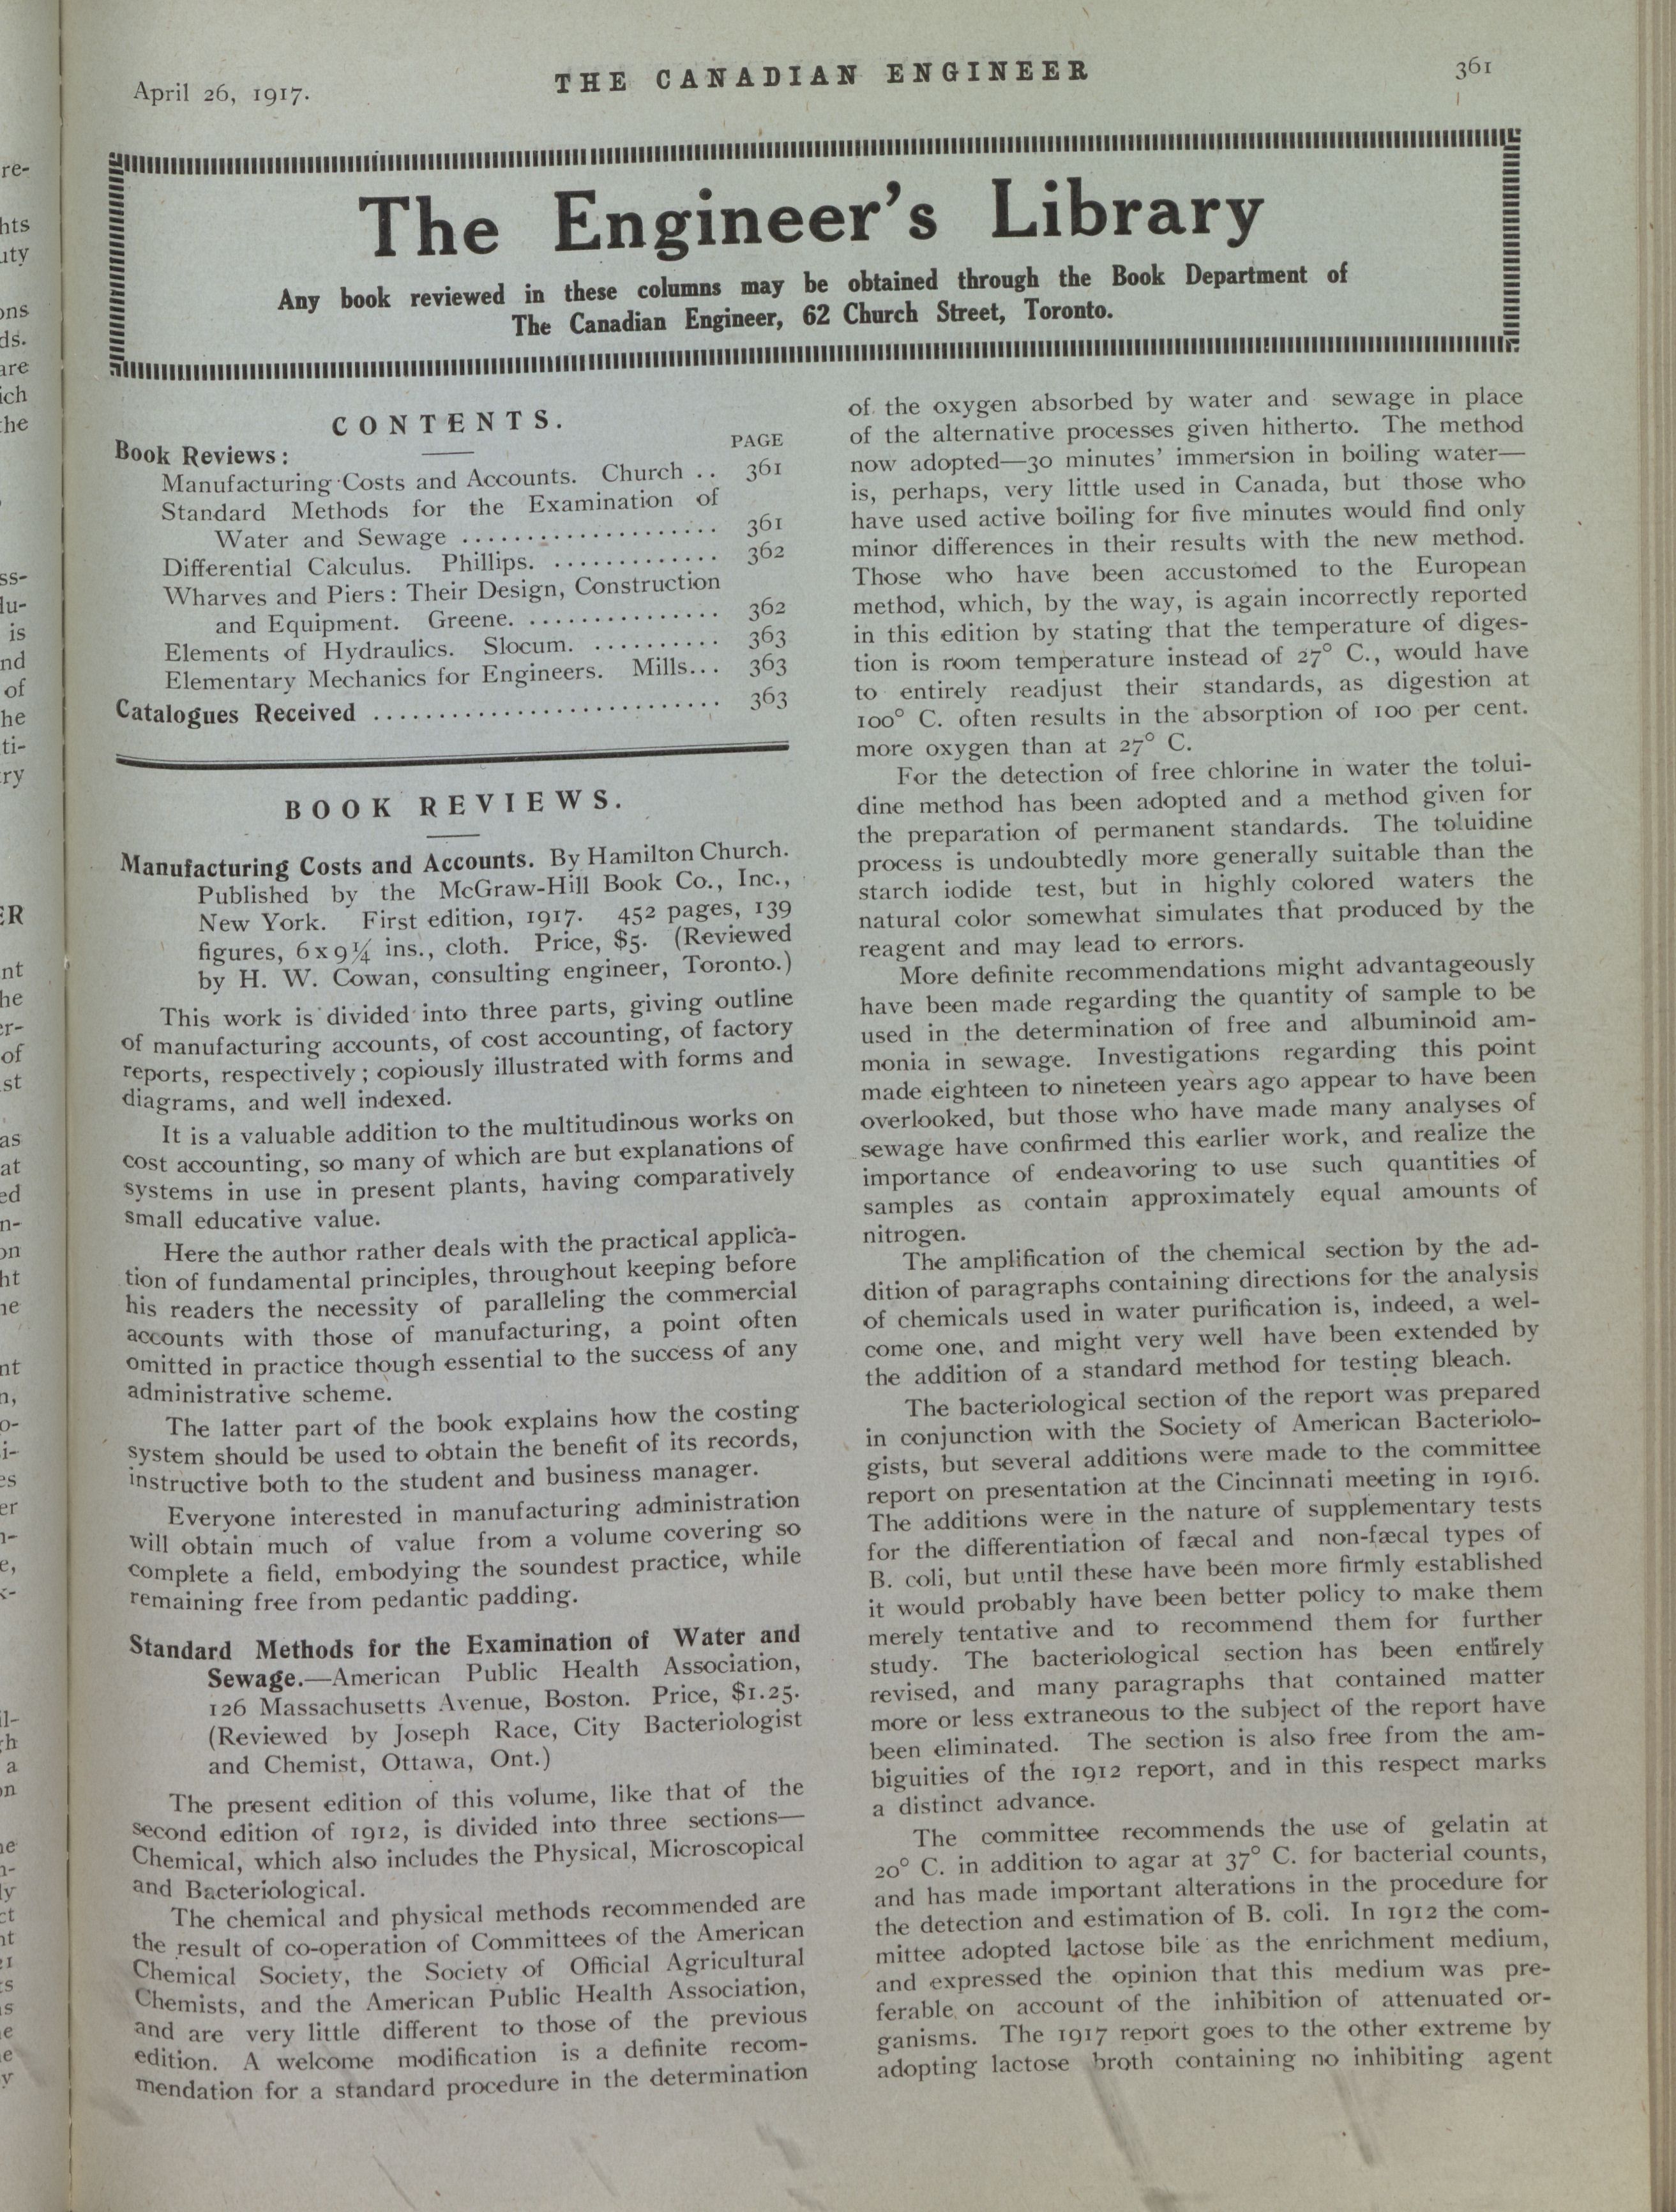 April 26, 1917.
THE CANADIAN ENGINEER
361
The Engineer's Library
Any book reviewed in these columns may be obtained through the Book Department of
The Canadian Engineer, 62 Church Street, Toronto.
CONTENTS.
PAGE
Book Reviews:
Manufacturing Costs and Accounts. Church .. 361
Standard Methods for the Examination of
Water and Sewage .................... 361
Differential Calculus. Phillips. ............. 362
Wharves and Piers: Their Design, Construction
and Equipment. Greene. ............... 362
Elements of Hydraulics. Slocum. .......... 363
Elementary Mechanics for Engineers. Mills... 363
Catalogues Received ........................... 363
BOOK REVIEWS.
Manufacturing Costs and Accounts. By Hamilton Church.
Published by the McGraw-Hill Book Co., Inc.,
New York. First edition, 1917. 452 pages, 139
figures, 6 x 9¼ ins., cloth. Price, $5. (Reviewed
by H. W. Cowan, consulting engineer, Toronto.)
This work is divided into three parts, giving outline
of manufacturing accounts, of cost accounting, of factory
reports, respectively; copiously illustrated with forms and
diagrams, and well indexed.
It is a valuable addition to the multitudinous works on
cost accounting, so many of which are but explanations of
systems in use in present plants, having comparatively
small educative value.
Here the author rather deals with the practical applica-
tion of fundamental principles, throughout keeping before
his readers the necessity of paralleling the commercial
accounts with those of manufacturing, a point often
omitted in practice though essential to the success of any
administrative scheme.
The latter part of the book explains how the costing
system should be used to obtain the benefit of its records,
instructive both to the student and business manager.
Everyone interested in manufacturing administration
will obtain much of value from a volume covering so
complete a field, embodying the soundest practice, while
remaining free from pedantic padding.
Standard Methods for the Examination of Water and
Sewage.—American Public Health Association,
126 Massachusetts Avenue, Boston. Price, $1.25.
(Reviewed by Joseph Race, City Bacteriologist
and Chemist, Ottawa, Ont.)
The present edition of this volume, like that of the
second edition of 1912, is divided into three sections—
Chemical, which also includes the Physical, Microscopical
and Bacteriological.
The chemical and physical methods recommended are
the result of co-operation of Committees of the American
Chemical Society, the Society of Official Agricultural
Chemists, and the American Public Health Association,
and are very little different to those of the previous
edition. A welcome modification is a definite recom-
mendation for a standard procedure in the determination
of the oxygen absorbed by water and sewage in place
of the alternative processes given hitherto. The method
now adopted—30 minutes' immersion in boiling water—
is, perhaps, very little used in Canada, but those who
have used active boiling for five minutes would find only
minor differences in their results with the new method.
Those who have been accustomed to the European
method, which, by the way, is again incorrectly reported
in this edition by stating that the temperature of diges-
tion is room temperature instead of 27° C., would have
to entirely readjust their standards, as digestion at
100° C. often results in the absorption of 100 per cent.
more oxygen than at 27° C.
For the detection of free chlorine in water the tolui-
dine method has been adopted and a method given for
the preparation of permanent standards. The toluidine
process is undoubtedly more generally suitable than the
starch iodide test, but in highly colored waters the
natural color somewhat simulates that produced by the
reagent and may lead to errors.
More definite recommendations might advantageously
have been made regarding the quantity of sample to be
used in the determination of free and albuminoid am-
monia in sewage. Investigations regarding this point
made eighteen to nineteen years ago appear to have been
overlooked, but those who have made many analyses of
sewage have confirmed this earlier work, and realize the
importance of endeavoring to use such quantities of
samples as contain approximately equal amounts of
nitrogen.
The amplification of the chemical section by the ad-
dition of paragraphs containing directions for the analysis
of chemicals used in water purification is, indeed, a wel-
come one, and might very well have been extended by
the addition of a standard method for testing bleach.
The bacteriological section of the report was prepared
in conjunction with the Society of American Bacteriolo-
gists, but several additions were made to the committee
report on presentation at the Cincinnati meeting in 1916.
The additions were in the nature of supplementary tests
for the differentiation of fæcal and non-fæcal types of
B. coli, but until these have been more firmly established
it would probably have been better policy to make them
merely tentative and to recommend them for further
study. The bacteriological section has been entirely
revised, and many paragraphs that contained matter
more or less extraneous to the subject of the report have
been eliminated. The section is also free from the am-
biguities of the 1912 report, and in this respect marks
a distinct advance.
The committee recommends the use of gelatin at
20° C. in addition to agar at 37° C. for bacterial counts,
and has made important alterations in the procedure for
the detection and estimation of B. coli. In 1912 the com-
mittee adopted lactose bile as the enrichment medium,
and expressed the opinion that this medium was pre-
ferable on account of the inhibition of attenuated or-
ganisms. The 1917 report goes to the other extreme by
adopting lactose broth containing no inhibiting agent